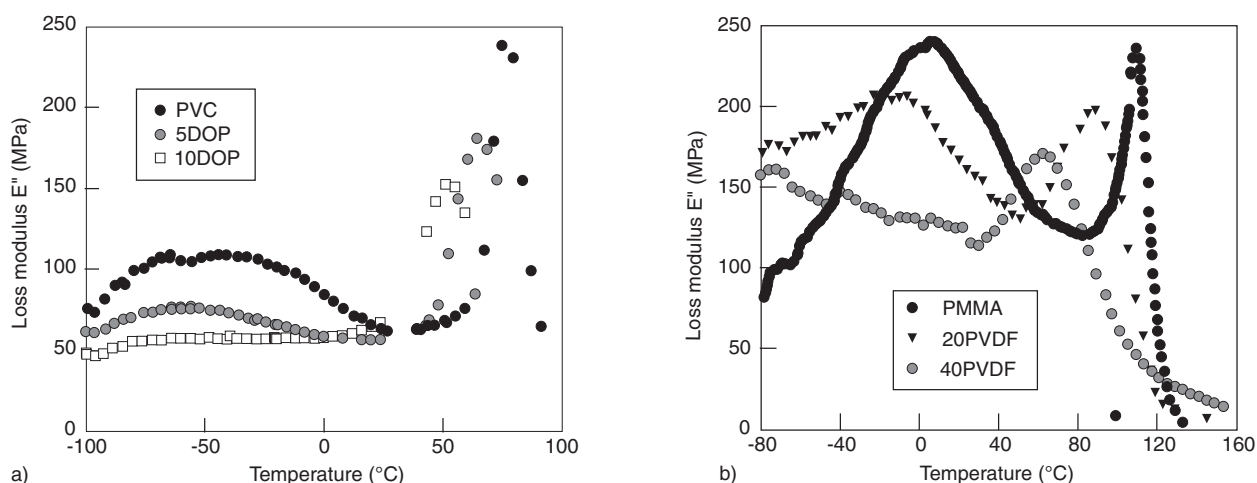 250
200
150
100
50
0
Loss modulus E" (MPa)
PVC
5DOP
10DOP
-100
-50
0
50
100
a)
Temperature (°C)
250
200
150
100
50
0
Loss modulus E" (MPa)
PMMA
20PVDF
40PVDF
-80
-40
0
40
80
120
160
b)
Temperature (°C)